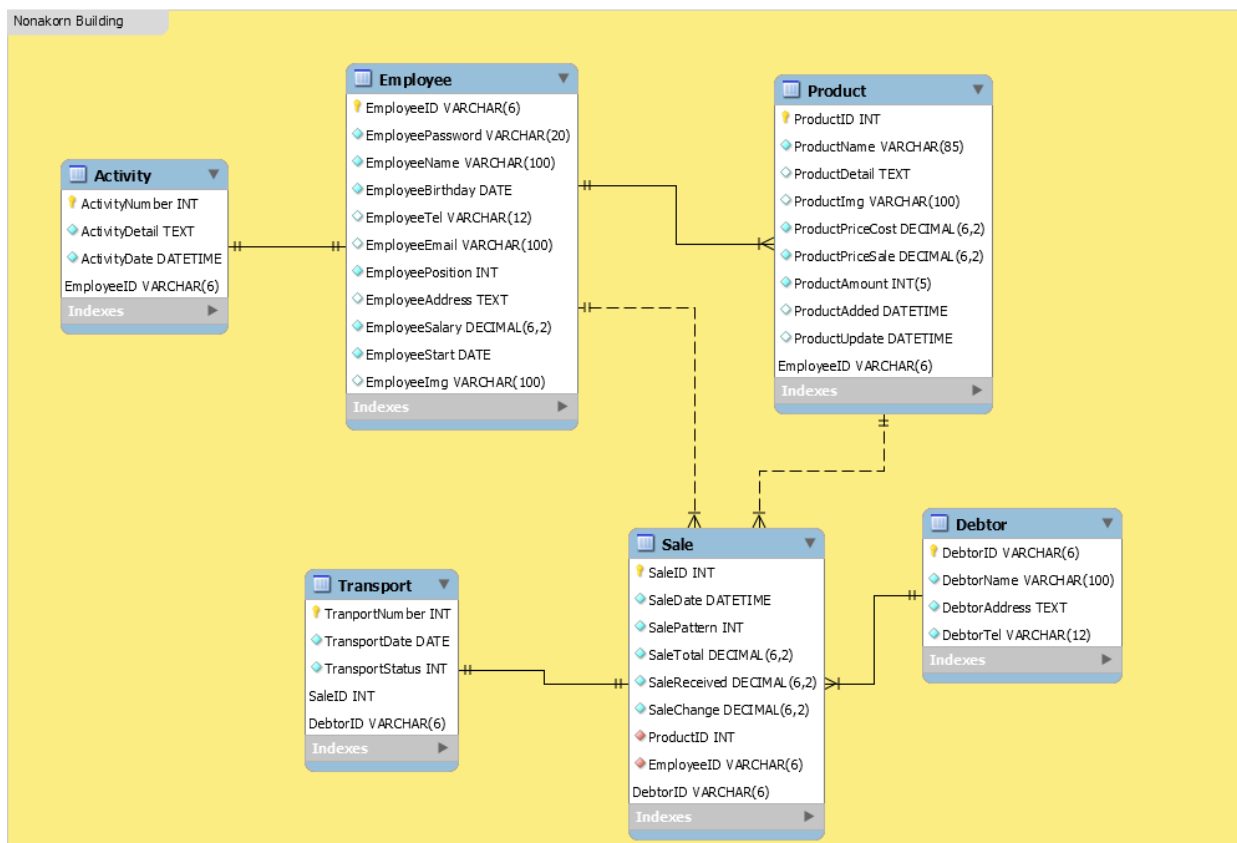 Nonakorn Building
Employee
EmployeeID VARCHAR(6)
EmployeePassword VARCHAR(20)
EmployeeName VARCHAR(100)
EmployeeBirthday DATE
EmployeeTel VARCHAR(12)
EmployeeEmail VARCHAR(100)
EmployeePosition INT
EmployeeAddress TEXT
EmployeeSalary DECIMAL(6,2)
EmployeeStart DATE
EmployeeImg VARCHAR(100)
Indexes
Product
ProductID INT
ProductName VARCHAR(85)
ProductDetail TEXT
ProductImg VARCHAR(100)
ProductPriceCost DECIMAL(6,2)
ProductPriceSale DECIMAL(6,2)
ProductAmount INT(5)
ProductAdded DATETIME
ProductUpdate DATETIME
EmployeeID VARCHAR(6)
Indexes
Activity
ActivityNumber INT
ActivityDetail TEXT
ActivityDate DATETIME
EmployeeID VARCHAR(6)
Indexes
Sale
SaleID INT
SaleDate DATETIME
SalePattern INT
SaleTotal DECIMAL(6,2)
SaleReceived DECIMAL(6,2)
SaleChange DECIMAL(6,2)
ProductID INT
EmployeeID VARCHAR(6)
DebtorID VARCHAR(6)
Indexes
Debtor
DebtorID VARCHAR(6)
DebtorName VARCHAR(100)
DebtorAddress TEXT
DebtorTel VARCHAR(12)
Indexes
Transport
TranportNumber INT
TransportDate DATE
TransportStatus INT
SaleID INT
DebtorID VARCHAR(6)
Indexes